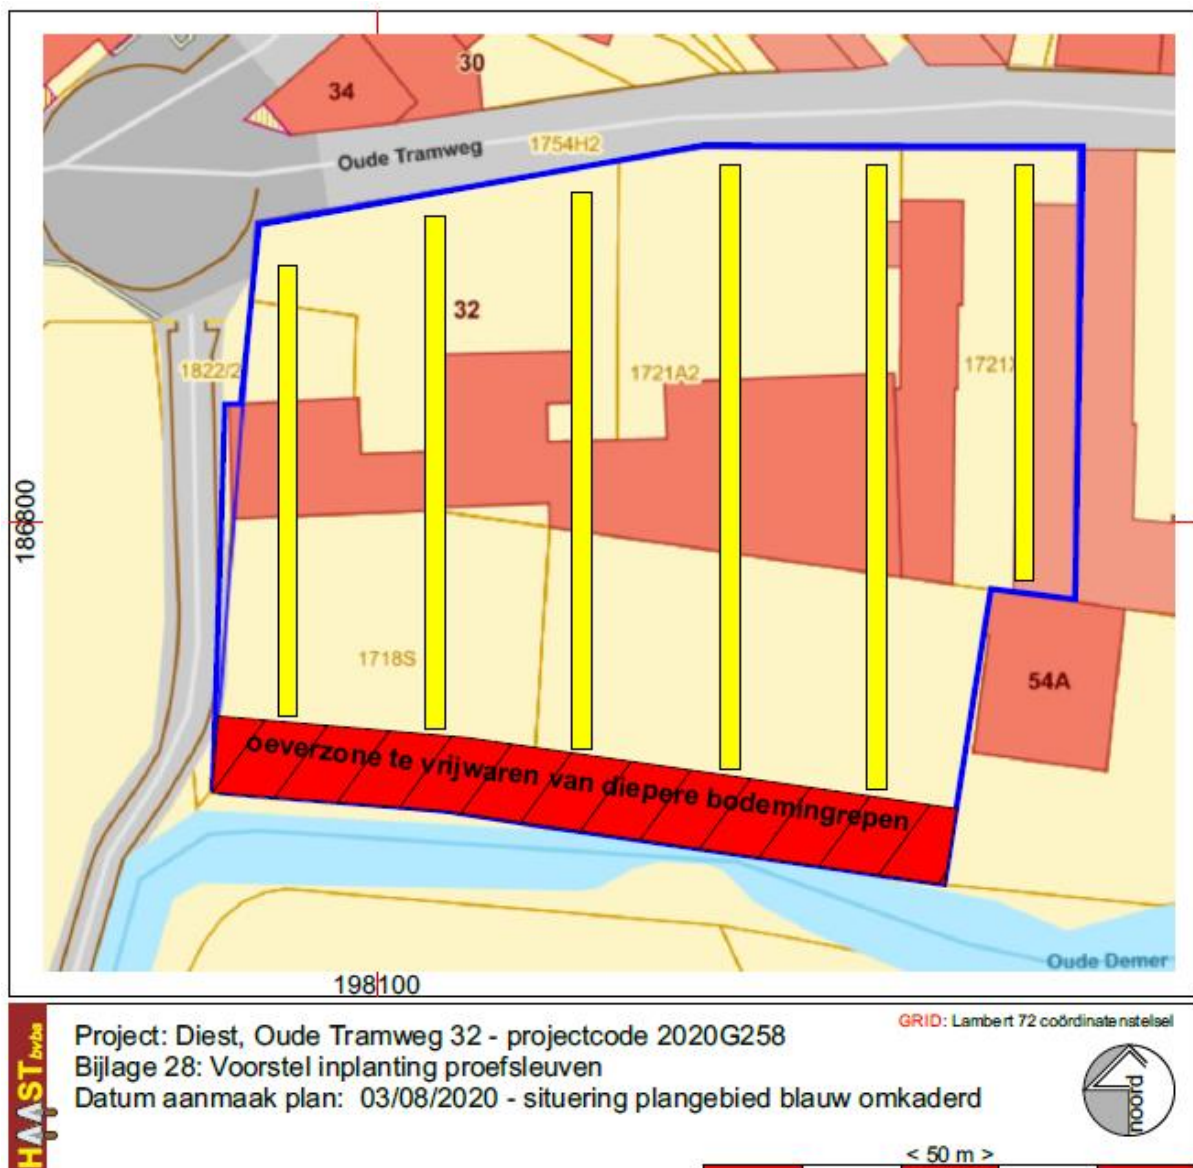 30
34
1754H2
Oude Tramweg
32
1822/2
1721A2
1721
186800
1718S
54A
oeverzone te vrijwaren van diepere bodemingrepen
Oude Demer
198100
HAAST bvba
Project: Diest, Oude Tramweg 32 - projectcode 2020G258
GRID: Lambert 72 coördinatenstelsel
Bijlage 28: Voorstel inplanting proefsleuven
Datum aanmaak plan: 03/08/2020 - situering plangebied blauw omkaderd
noord
< 50 m >